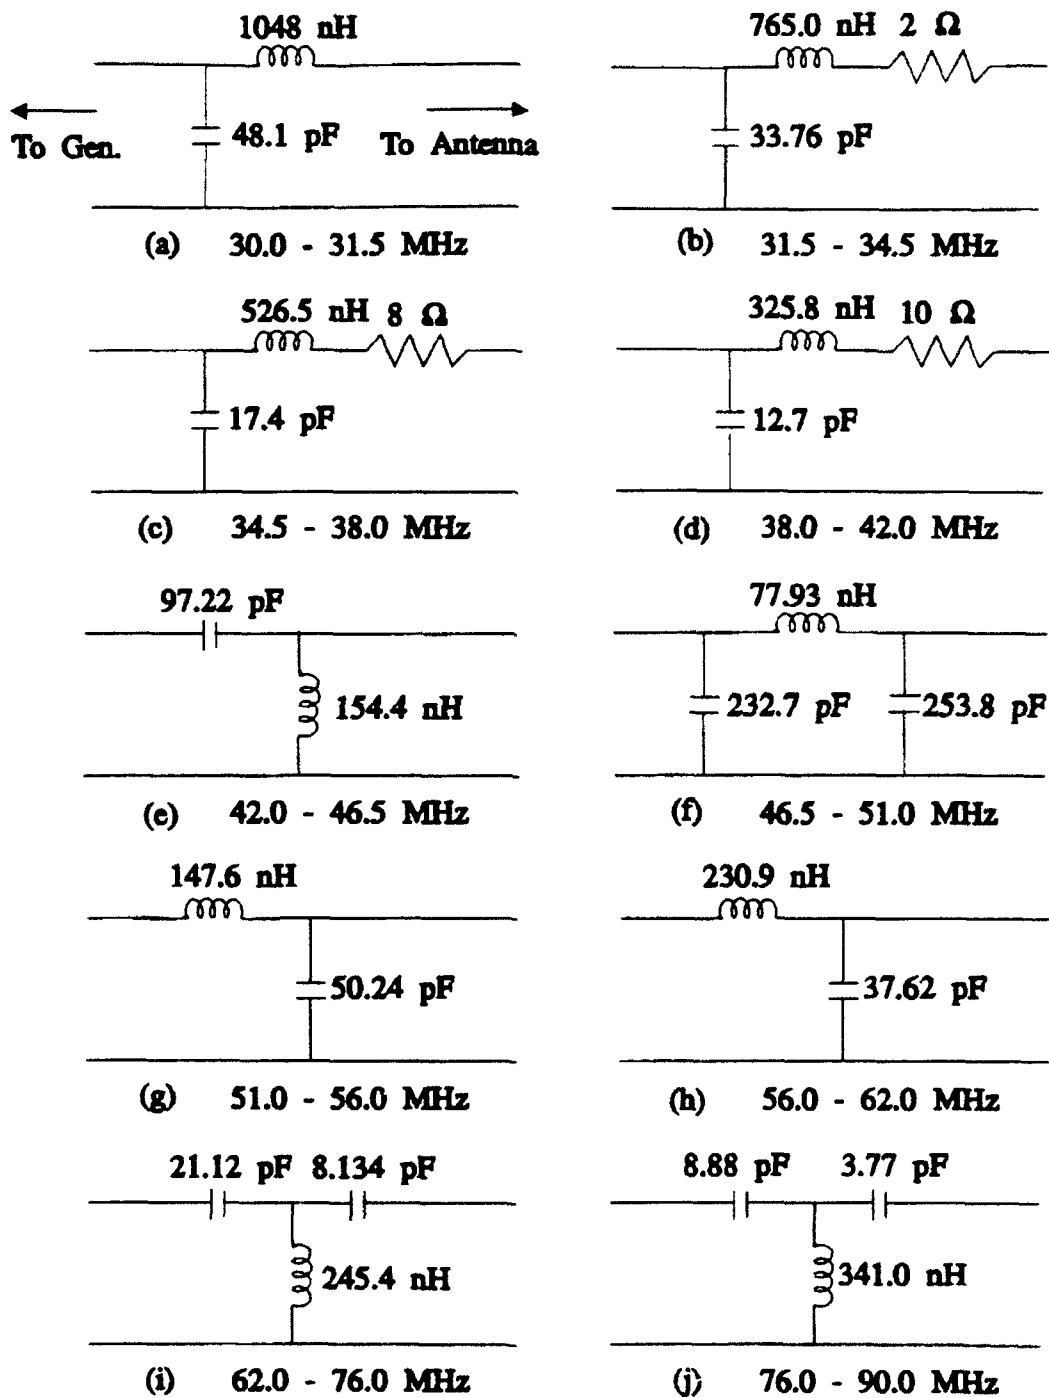 1048 nH
To Gen.
48.1 pF
To Antenna
(a) 30.0 - 31.5 MHz
765.0 nH 2 Ω
33.76 pF
(b) 31.5 - 34.5 MHz
526.5 nH 8 Ω
17.4 pF
(c) 34.5 - 38.0 MHz
325.8 nH 10 Ω
12.7 pF
(d) 38.0 - 42.0 MHz
97.22 pF
154.4 nH
(e) 42.0 - 46.5 MHz
77.93 nH
232.7 pF
253.8 pF
(f) 46.5 - 51.0 MHz
147.6 nH
50.24 pF
(g) 51.0 - 56.0 MHz
230.9 nH
37.62 pF
(h) 56.0 - 62.0 MHz
21.12 pF 8.134 pF
245.4 nH
(i) 62.0 - 76.0 MHz
8.88 pF 3.77 pF
341.0 nH
(j) 76.0 - 90.0 MHz